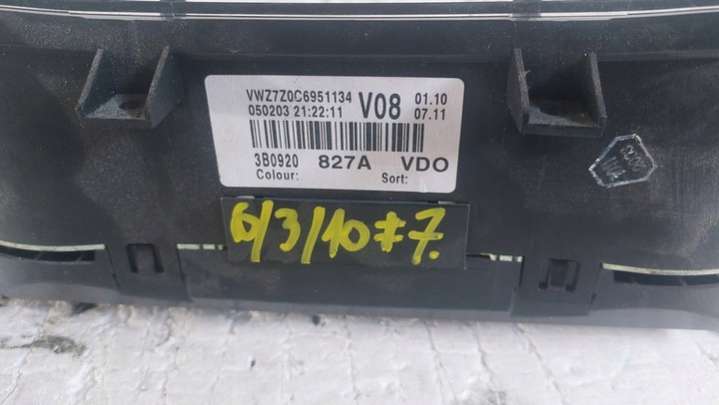 VWZ7Z0C6951134 V08 01.10
050203 21:22:11 07.11
3B0920 827A VDO
Colour:. Sort:
6/3/10#7.